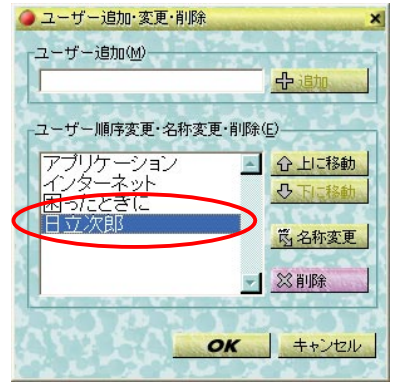 ユーザー追加･変更･削除
ユーザー追加(M)
追加
ユーザー順序変更･名称変更･削除(E)
アプリケーション
インターネット
困ったときに
日立次郎
上に移動
下に移動
名称変更
削除
OK
キャンセル